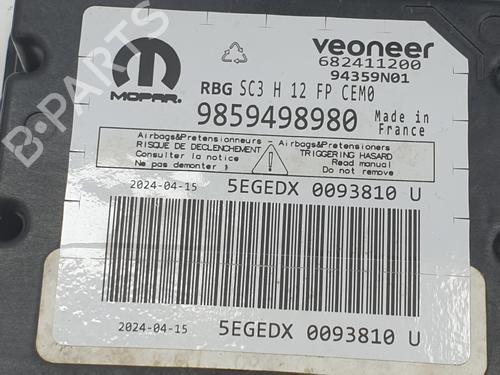 veoneer
682411200
94359N01
MOPAR.
RBG SC3 H 12 FP CEM0
9859498980
Made in
France
Airbags&Pretensionneurs - Airbags&Pretensioners
RISQUE DE DECLENCHEMENT
Consulter la notice
Ne pas demonter )
TRIGGERING HASARD
Read manual
Do not remove
2024-04-15
5EGEDX 0093810 U
2024-04-15
5EGEDX 0093810 U
B-PARTS